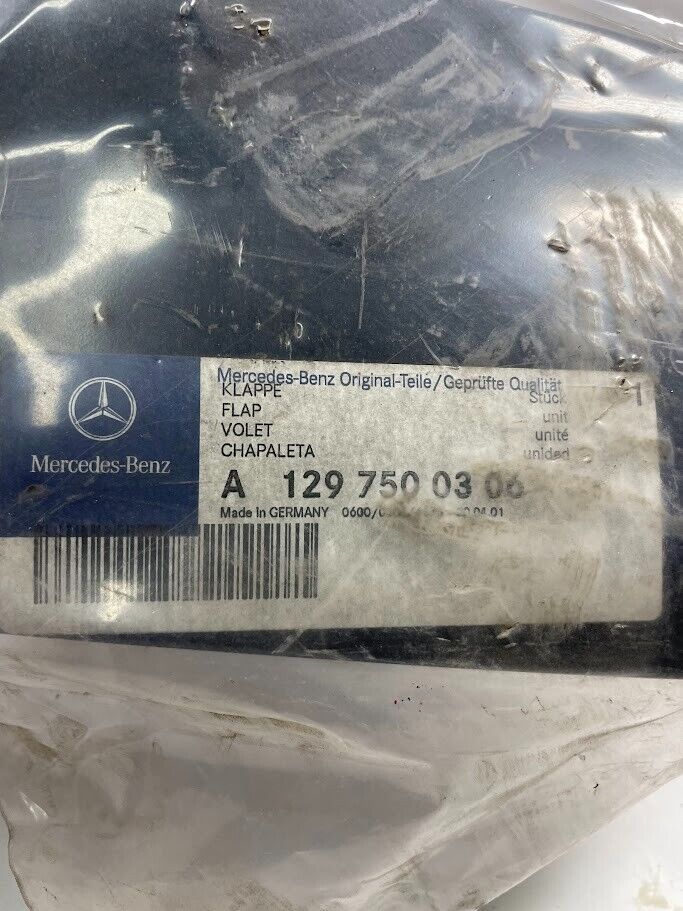 Mercedes-Benz Original-Teile/Geprüfte Qualität
KLAPPE Stück 1
FLAP unit
VOLET unité
CHAPALETA unided
Mercedes-Benz
A 129 750 03 06
Made in GERMANY